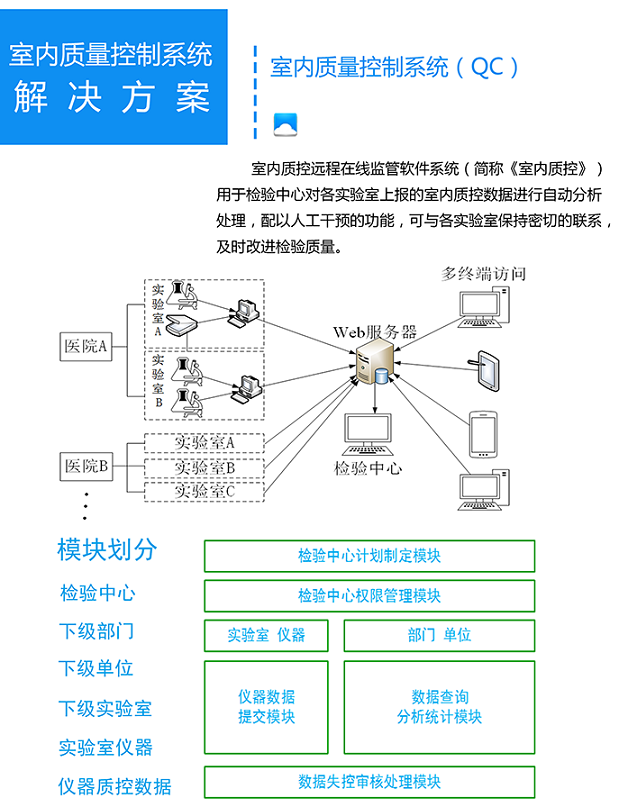 室内质量控制系统
解决方案
室内质量控制系统（QC）
室内质控远程在线监管软件系统（简称《室内质控》）
用于检验中心对各实验室上报的室内质控数据进行自动分析
处理，配以人工干预的功能，可与各实验室保持密切的联系，
及时改进检验质量。
多终端访问
实验室A
Web服务器
医院A
实验室B
检验中心
医院B
实验室A
实验室B
实验室C
模块划分
检验中心
下级部门
下级单位
下级实验室
实验室仪器
仪器质控数据
检验中心计划制定模块
检验中心权限管理模块
实验室 仪器
部门 单位
仪器数据
提交模块
数据查询
分析统计模块
数据失控审核处理模块